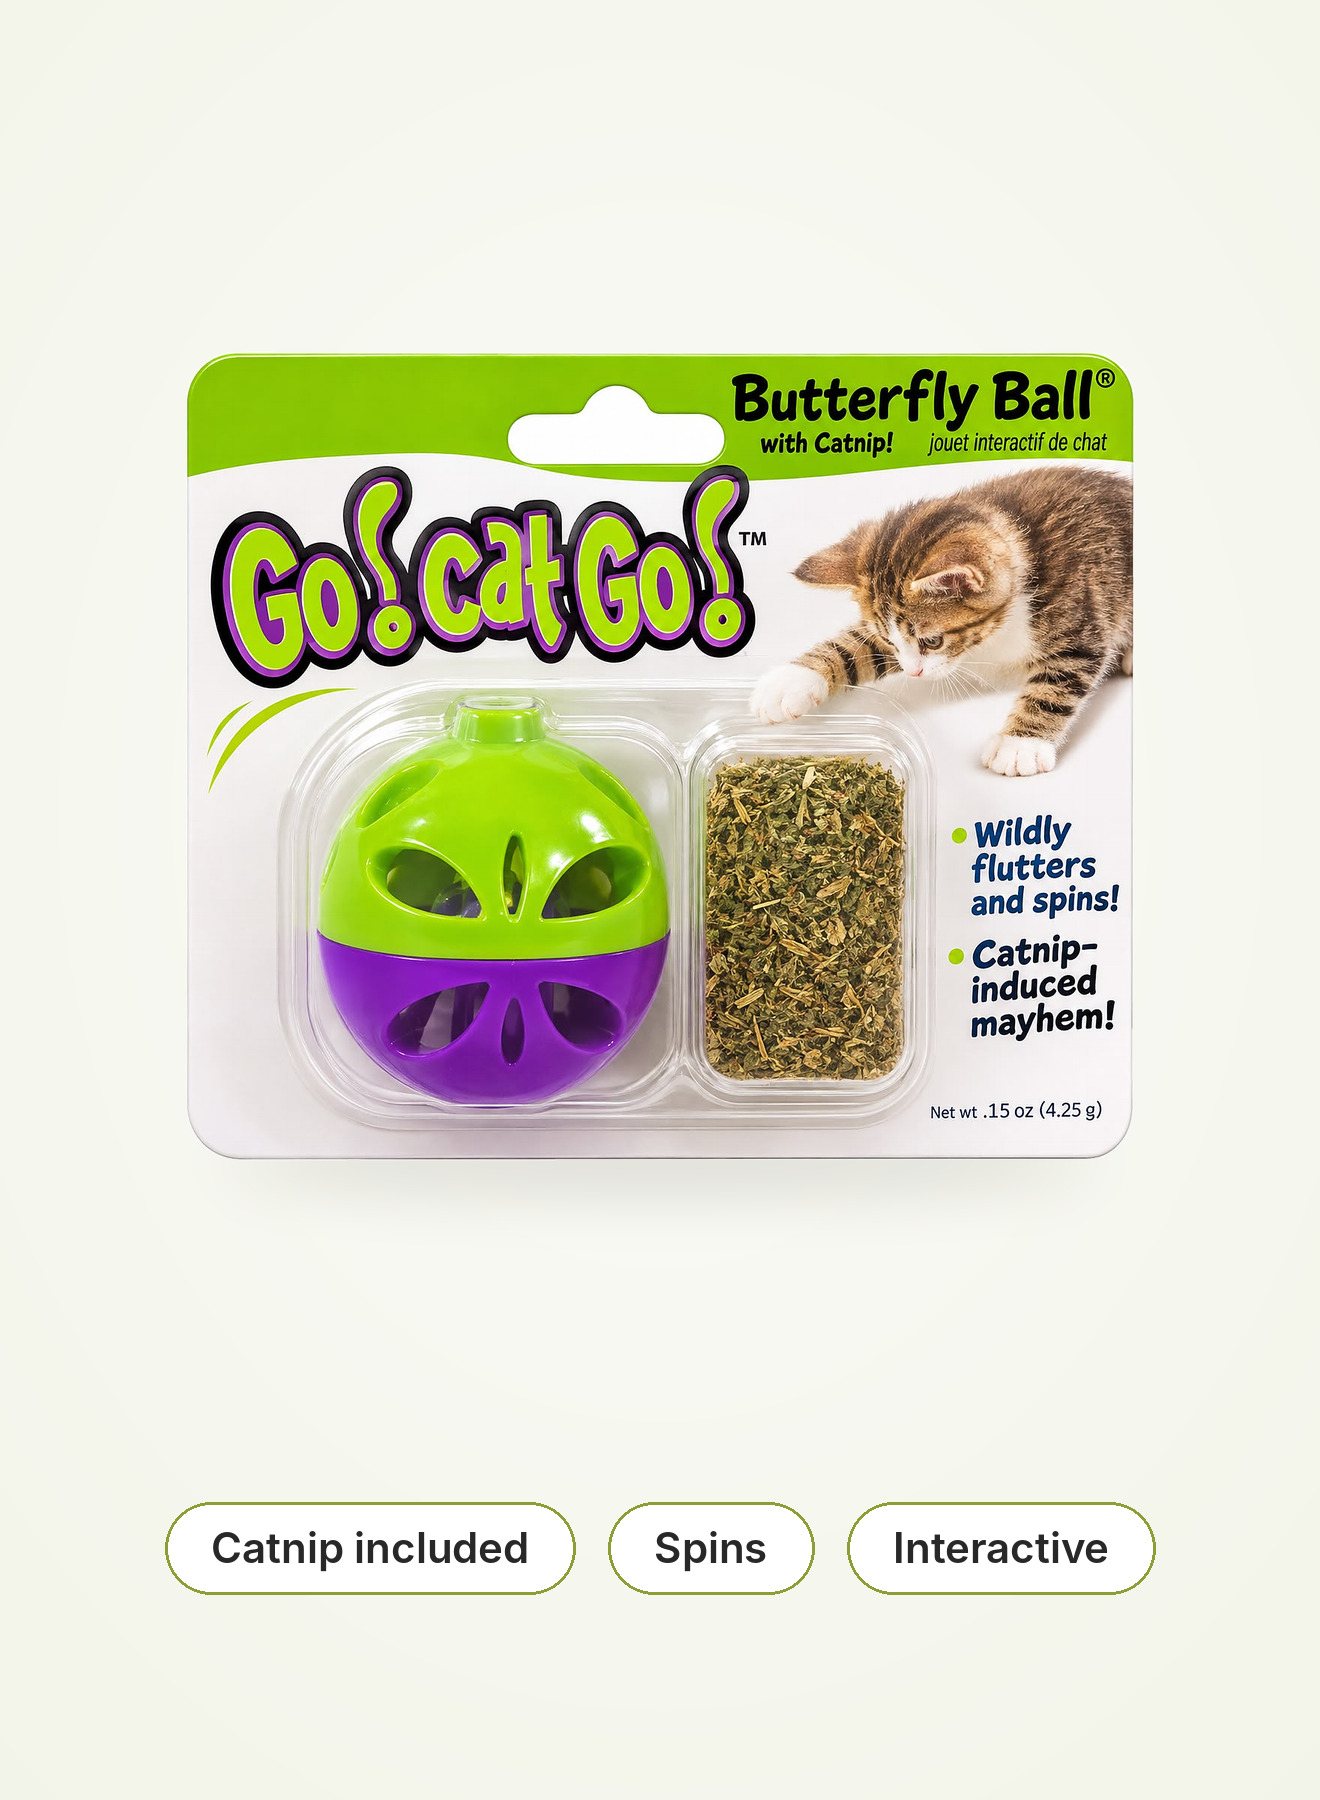 Butterfly Ball®
with Catnip! jouet interactif de chat
Go! Cat Go!™
Wildly
flutters
and spins!
Catnip-
induced
mayhem!
Net wt .15 oz (4.25 g)
Catnip included
Spins
Interactive